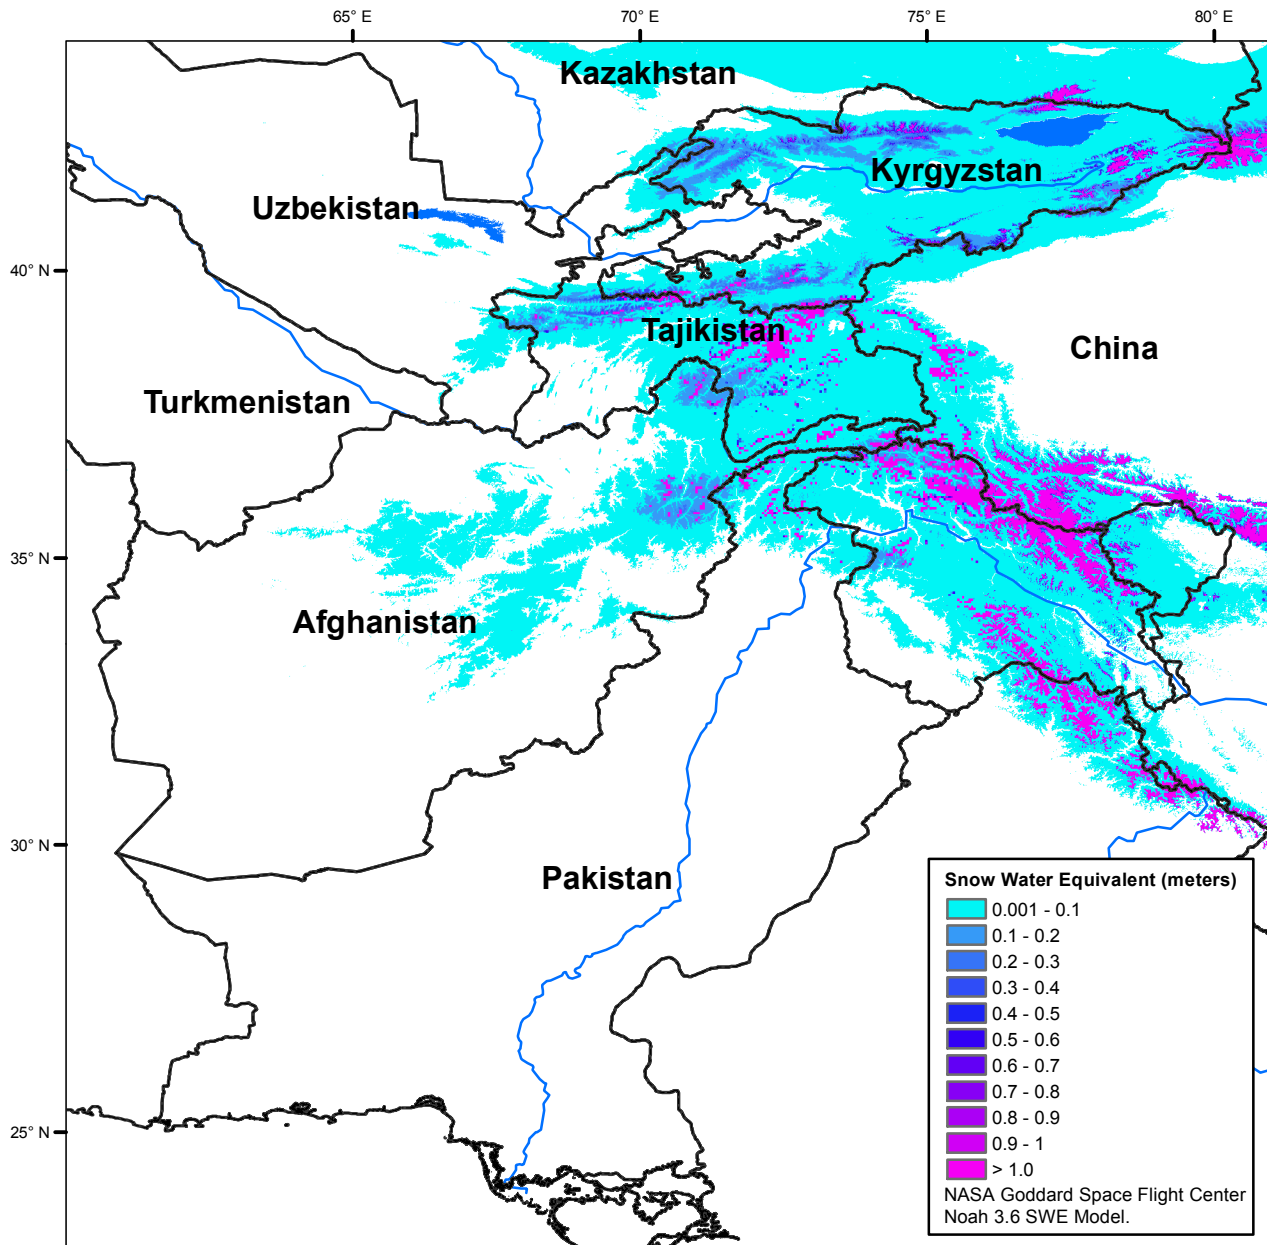 65° E
70° E
75° E
80° E
Kazakhstan
Kyrgyzstan
Uzbekistan
40° N
Tajikistan
China
Turkmenistan
35° N
Afghanistan
30° N
Pakistan
25° N
Snow Water Equivalent (meters)
0.001 - 0.1
0.1 - 0.2
0.2 - 0.3
0.3 - 0.4
0.4 - 0.5
0.5 - 0.6
0.6 - 0.7
0.7 - 0.8
0.8 - 0.9
0.9 - 1
> 1.0
NASA Goddard Space Flight Center
Noah 3.6 SWE Model.